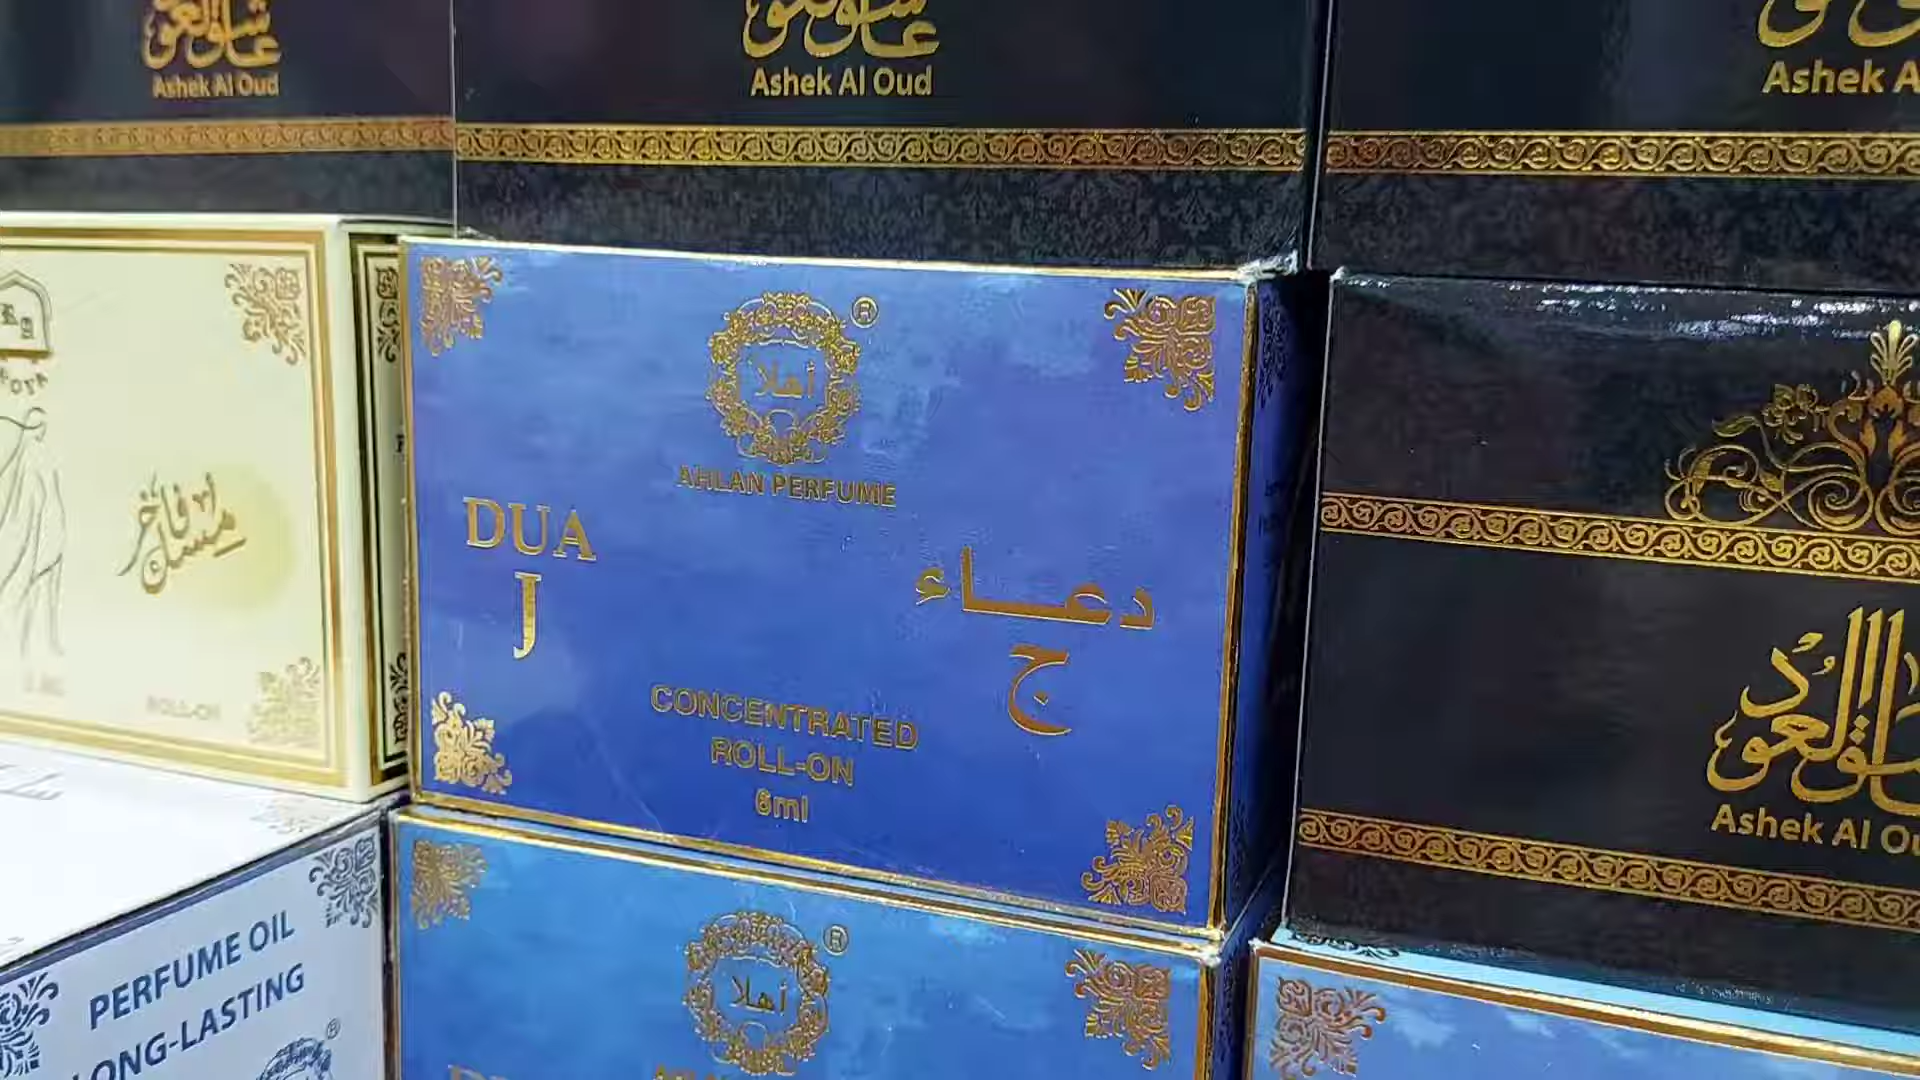 عاشق العود
Ashek Al Oud
عاشق العود
Ashek Al Oud
Ashek A
مسك فاخر
ROLL-ON
®
أهلا
AHLAN PERFUME
DUA
J
دعاء
ج
CONCENTRATED
ROLL-ON
6ml
عاشق العود
Ashek Al Ou
PERFUME OIL
ONG-LASTING
®
®
أهلا